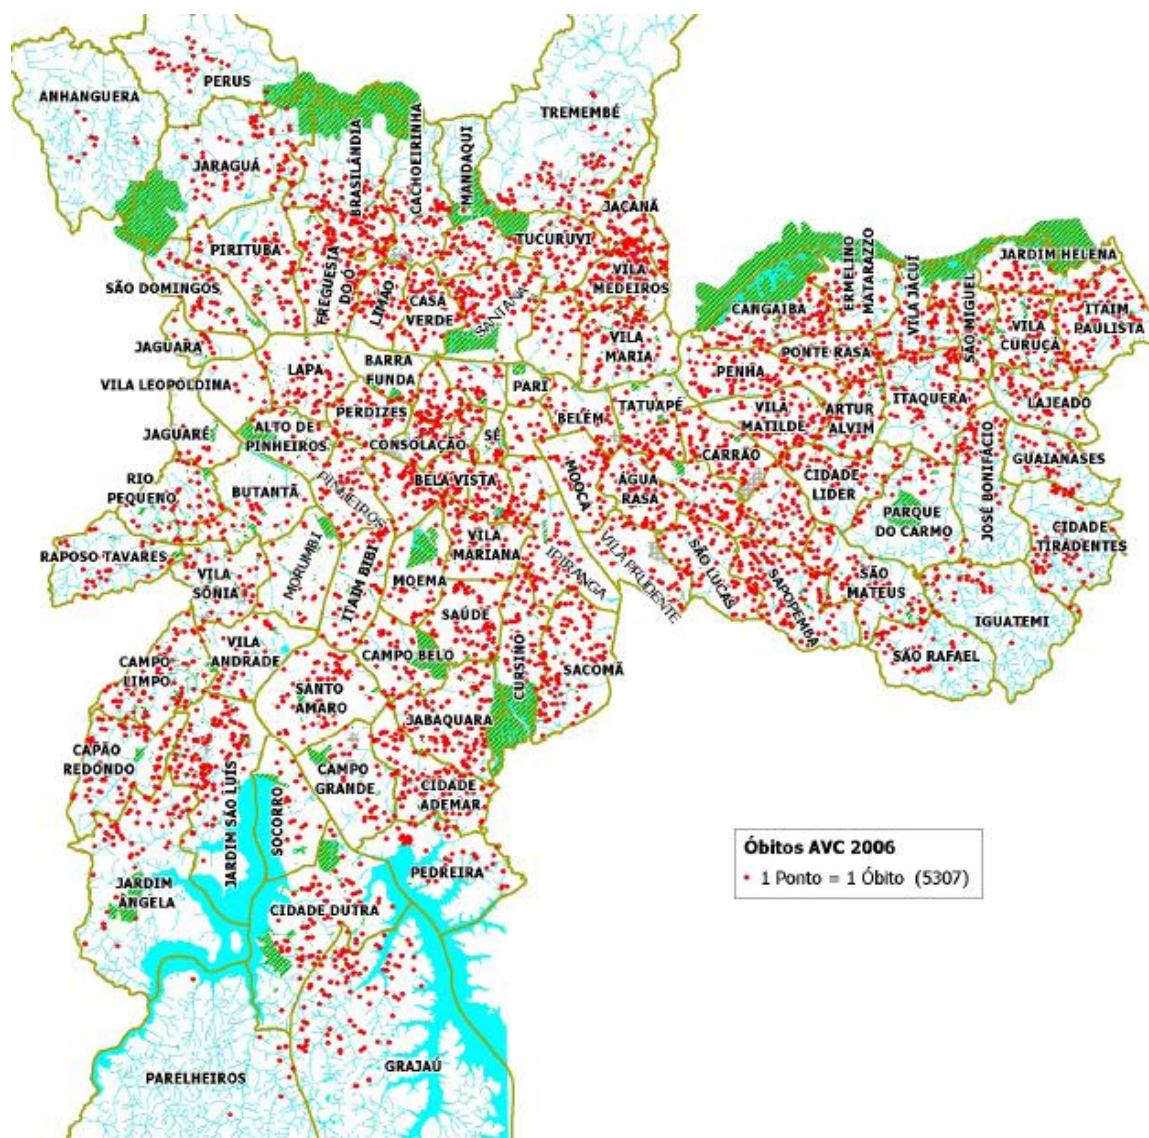 PERUS
ANHANGUERA
TREMEMBÉ
JARAGUÁ
BRASILÂNDIA
CACHOEIRINHA
MANDAQUI
JAÇANÃ
PIRITUBA
TUCURUVI
FREGUESIA
DO Ó
LIMÃO
CASA
VERDE
SANTANA
VILA
MEDEIROS
SÃO DOMINGOS
JAGUARA
VILA
MARIA
CANGAIBA
ERMELINO
MATARAZZO
VILA JACUÍ
SÃO MIGUEL
JARDIM HELENA
ITAIM
PAULISTA
VILA
CURUÇÁ
PONTE RASA
PENHA
VILA LEOPOLDINA
LAPA
BARRA
FUNDA
PARI
PERDIZES
BELÉM
TATUAPÉ
VILA
MATILDE
ARTUR
ALVIM
ITAQUERA
LAJEADO
JAGUARÉ
ALTO DE
PINHEIROS
CONSOLAÇÃO
SÉ
CARRÃO
CIDADE
LIDER
JOSÉ BONIFÁCIO
GUAIANASES
RIO
PEQUENO
BUTANTÃ
PINHEIROS
BELA VISTA
MOOCA
ÁGUA
RASA
PARQUE
DO CARMO
CIDADE
TIRADENTES
RAPOSO TAVARES
VILA
SÔNIA
MORUMBI
ITAIM BIBI
MOEMA
VILA
MARIANA
IPIRANGA
VILA PRUDENTE
SÃO LUCAS
SAPOPEMBA
SÃO
MATEUS
IGUATEMI
SAÚDE
CURSINO
SACOMÃ
SÃO RAFAEL
CAMPO
LIMPO
VILA
ANDRADE
CAMPO BELO
SANTO
AMARO
JABAQUARA
CAPÃO
REDONDO
JARDIM SÃO LUÍS
SOCORRO
CAMPO
GRANDE
CIDADE
ADEMAR
JARDIM
ÂNGELA
PEDREIRA
CIDADE DUTRA
PARELHEIROS
GRAJAÚ
Óbitos AVC 2006
1 Ponto = 1 Óbito (5307)